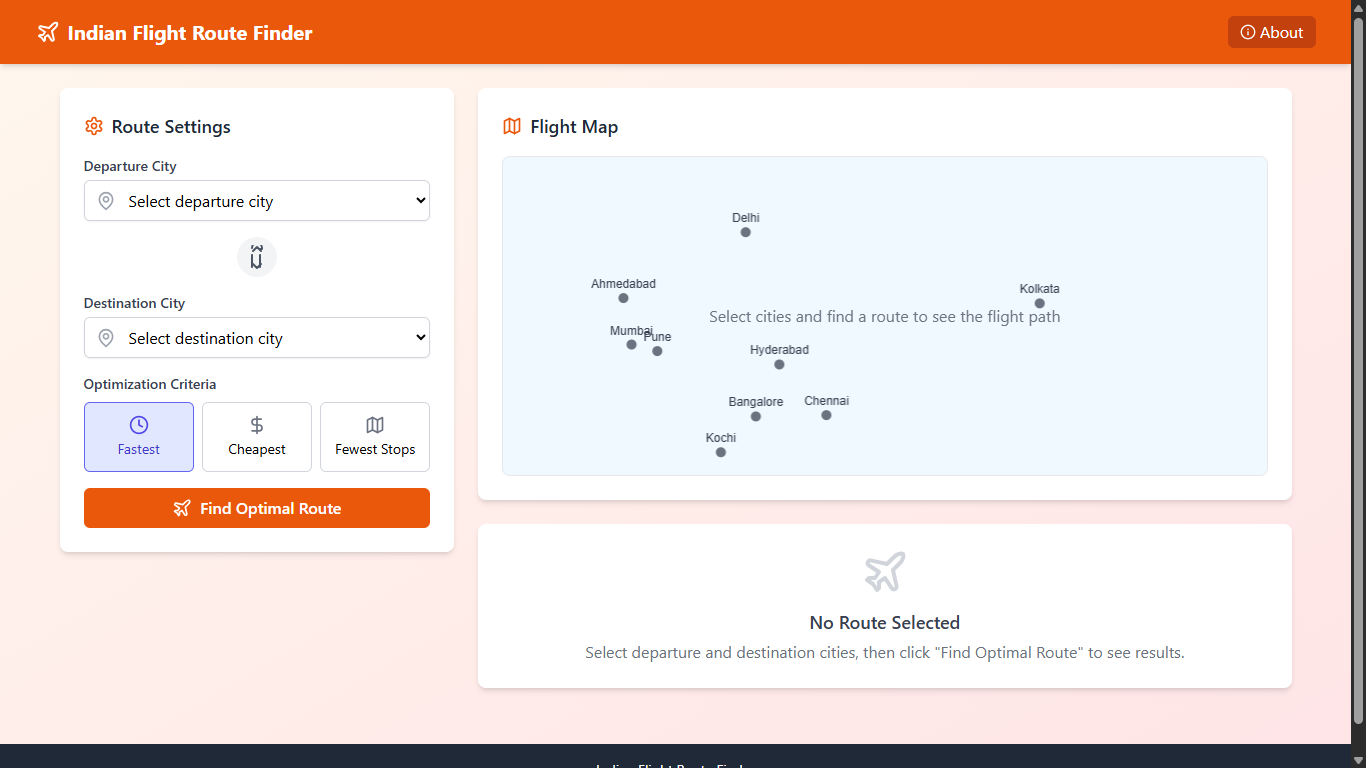 Indian Flight Route Finder
About
Route Settings
Departure City
Select departure city
Destination City
Select destination city
Optimization Criteria
Fastest
Cheapest
Fewest Stops
Find Optimal Route
Flight Map
Delhi
Ahmedabad
Kolkata
Select cities and find a route to see the flight path
Mumbai
Pune
Hyderabad
Bangalore
Chennai
Kochi
No Route Selected
Select departure and destination cities, then click "Find Optimal Route" to see results.